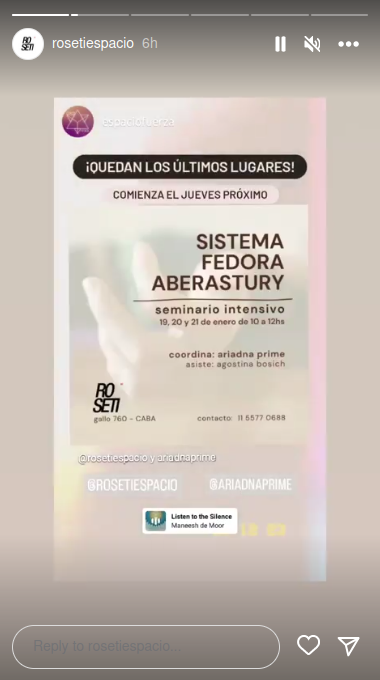 rosetiespacio 6h
¡QUEDAN LOS ÚLTIMOS LUGARES!
COMIENZA EL JUEVES PRÓXIMO
SISTEMA
FEDORA
ABERASTURY
seminario intensivo
19, 20 y 21 de enero de 10 a 12hs
coordina: ariadna prime
asiste: agostina bosich
RO
SETI
gallo 760 - CABA
contacto: 11 5577 0688
@rosetiespacio y ariadnaprime
@ROSETIESPACIO @ARIADNAPRIME
Listen to the Silence
Maneesh de Moor
Reply to rosetiespacio...